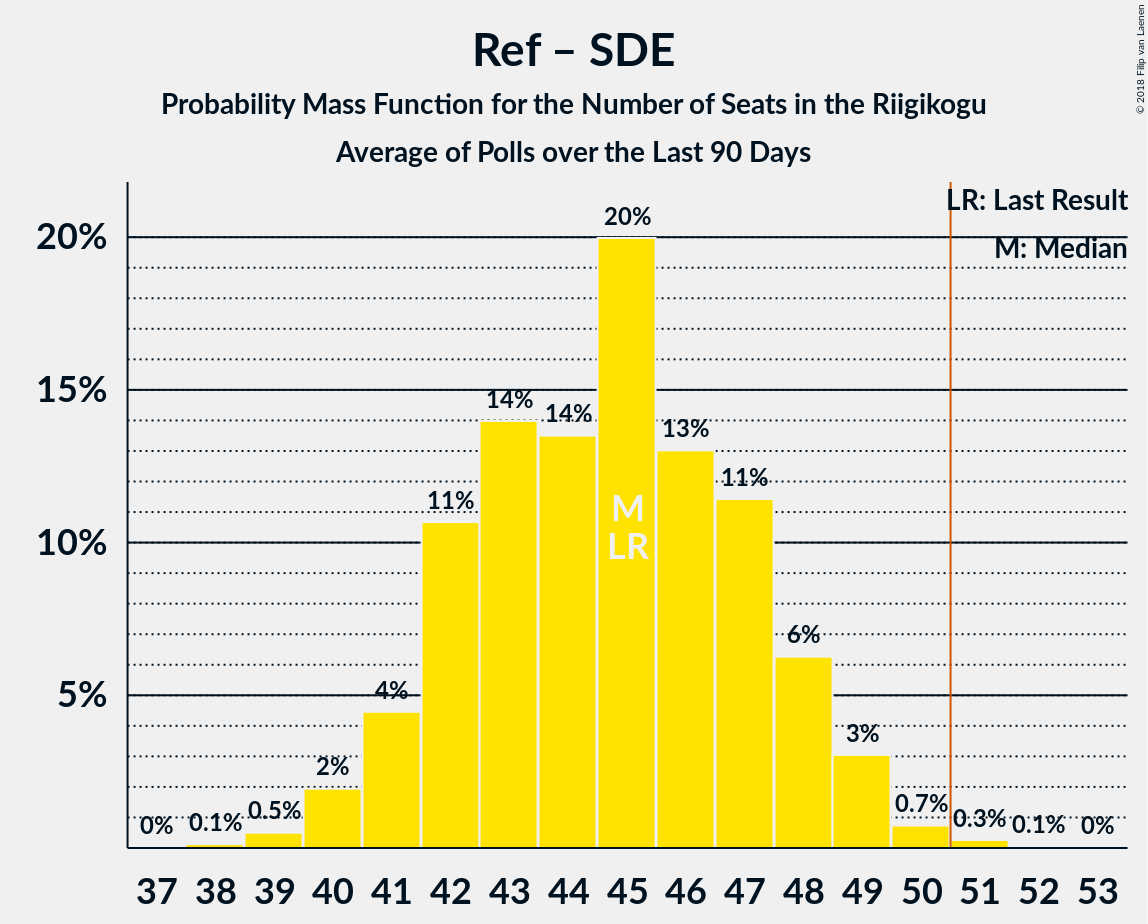 Ref – SDE
Probability Mass Function for the Number of Seats in the Riigikogu
Average of Polls over the Last 90 Days
© 2018 Filip van Laenen
LR: Last Result
M: Median
20%
15%
10%
5%
0%
0.1%
0.5%
2%
4%
11%
14%
14%
20%
13%
11%
6%
3%
0.7%
0.3%
0.1%
0%
M
LR
37 38 39 40 41 42 43 44 45 46 47 48 49 50 51 52 53